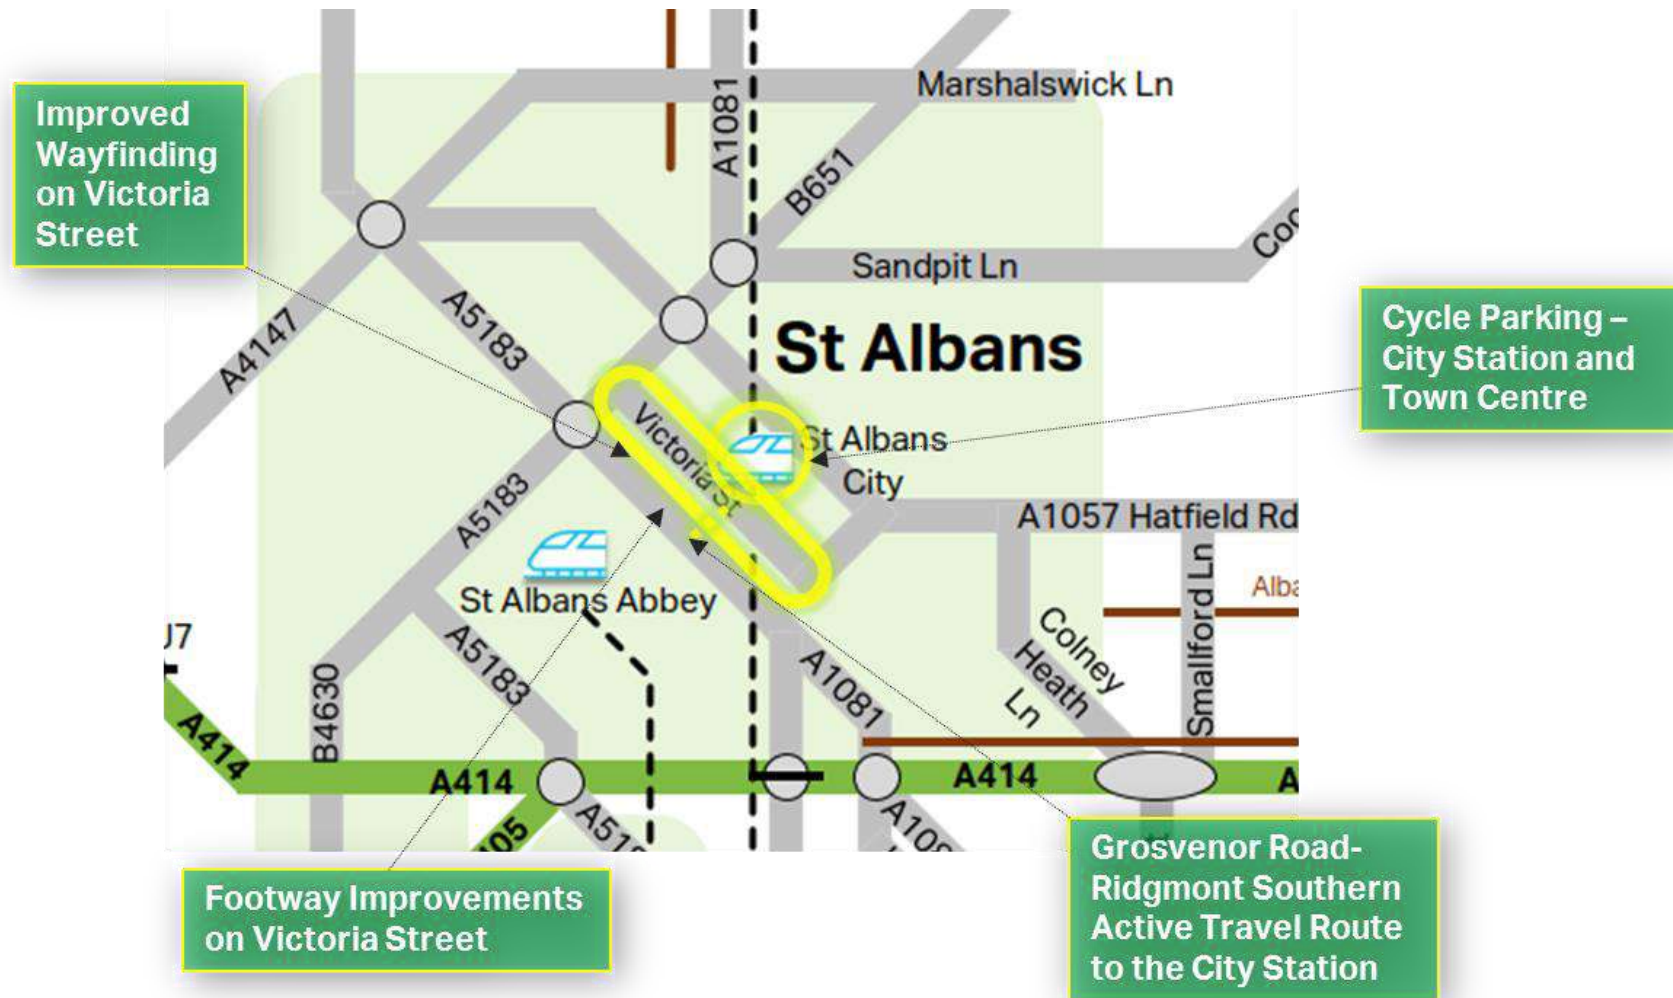 Improved
Wayfinding
on Victoria
Street
Marshalswick Ln
A1081
B651
Sandpit Ln
A4147
A5183
St Albans
Cycle Parking –
City Station and
Town Centre
Victoria St
St Albans
City
A5183
A1057 Hatfield Rd
St Albans Abbey
Smallford Ln
Colney
Heath
Ln
J7
A5183
A1081
B4630
A414
A414
A414
Footway Improvements
on Victoria Street
Grosvenor Road-
Ridgmont Southern
Active Travel Route
to the City Station